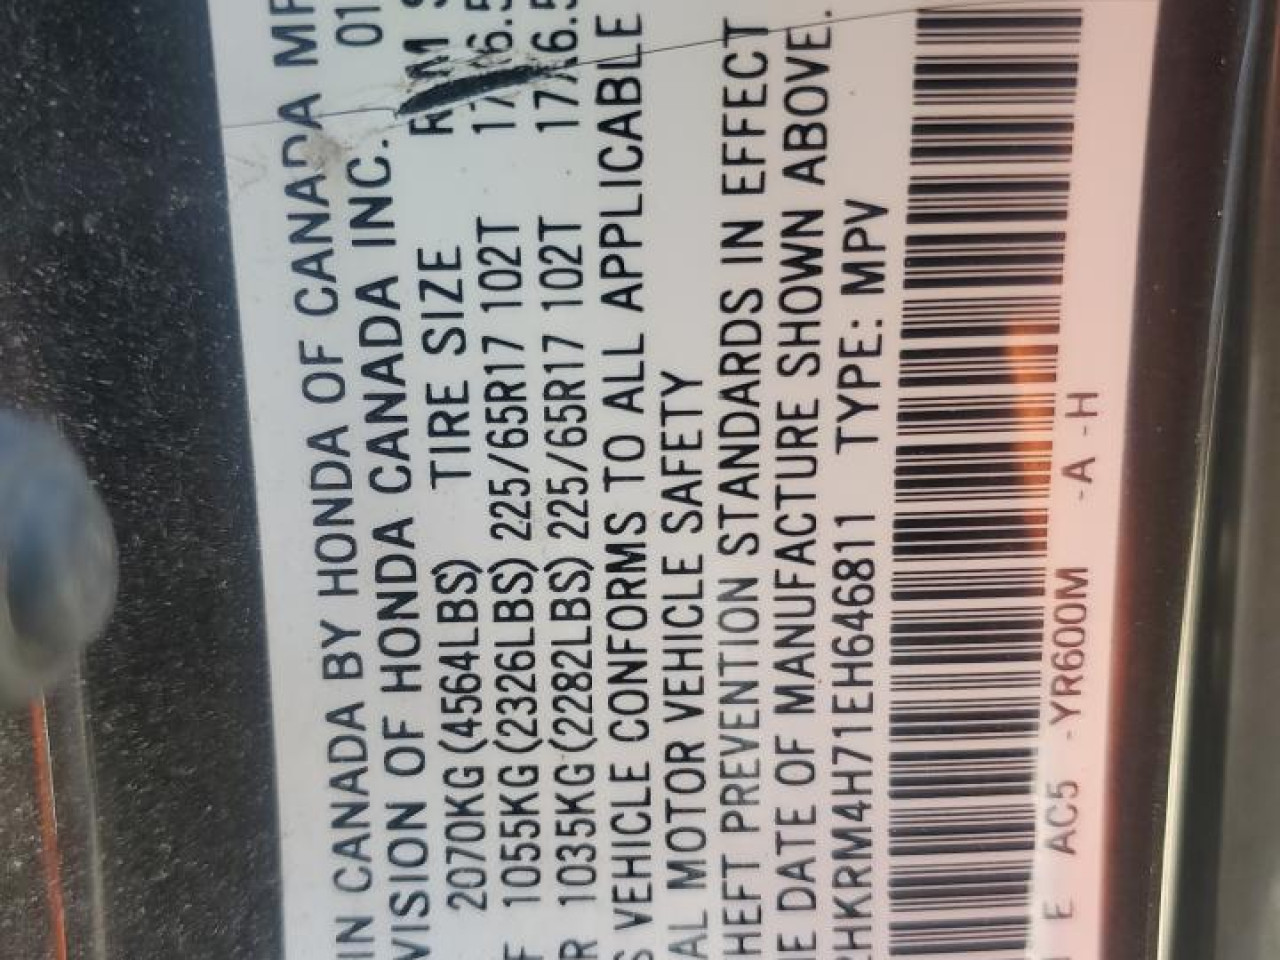 IN CANADA BY HONDA OF CANADA MF
VISION OF HONDA CANADA INC. 01
TIRE SIZE
2070KG(4564LBS)
F 1055KG(2326LBS) 225/65R17 102T
R 1035KG(2282LBS) 225/65R17 102T
S VEHICLE CONFORMS TO ALL APPLICABLE
AL MOTOR VEHICLE SAFETY
HEFT PREVENTION STANDARDS IN EFFECT
HE DATE OF MANUFACTURE SHOWN ABOVE.
2HKRM4H71EH646811 TYPE: MPV
E AC5 -YR600M -A -H